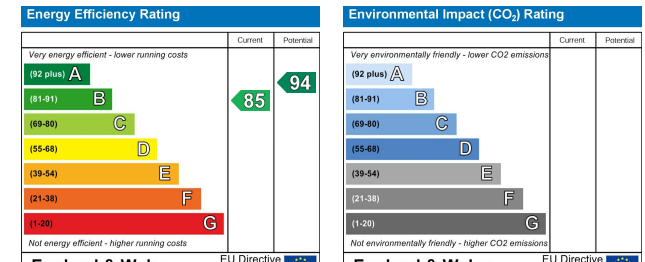 Energy Efficiency Rating
Current Potential
Very energy efficient - lower running costs
(92 plus) A
(81-91) B
(69-80) C
(55-68) D
(39-54) E
(21-38) F
(1-20) G
85
94
Not energy efficient - higher running costs
EU Directive
Environmental Impact (CO₂) Rating
Current Potential
Very environmentally friendly - lower CO2 emissions
(92 plus) A
(81-91) B
(69-80) C
(55-68) D
(39-54) E
(21-38) F
(1-20) G
Not environmentally friendly - higher CO2 emissions
EU Directive